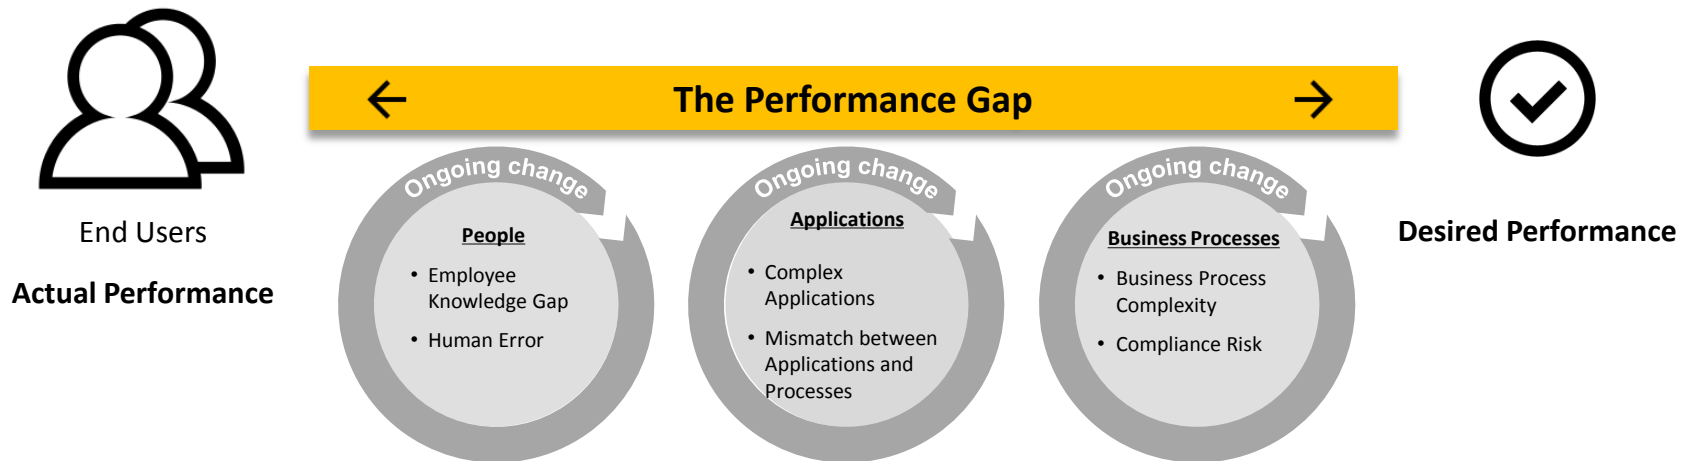 The Performance Gap
End Users
Actual Performance
Ongoing change
People
• Employee
Knowledge Gap
• Human Error
Ongoing change
Applications
• Complex
Applications
• Mismatch between
Applications and
Processes
Ongoing change
Business Processes
• Business Process
Complexity
• Compliance Risk
Desired Performance